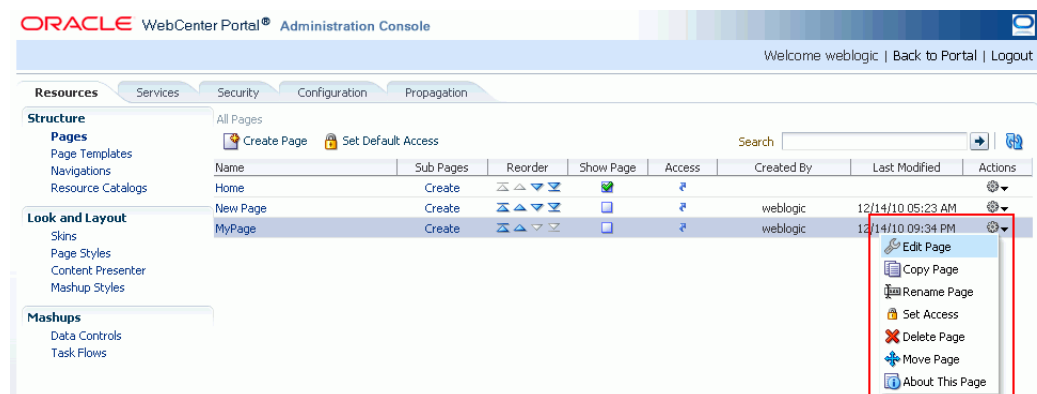 ORACLE WebCenter Portal® Administration Console
Welcome weblogic | Back to Portal | Logout
Resources Services Security Configuration Propagation
Structure
Pages
Page Templates
Navigations
Resource Catalogs
Look and Layout
Skins
Page Styles
Content Presenter
Mashup Styles
Mashups
Data Controls
Task Flows
All Pages
Create Page Set Default Access Search
Name Sub Pages Reorder Show Page Access Created By Last Modified Actions
Home Create
New Page Create weblogic 12/14/10 05:23 AM
MyPage Create weblogic 12/14/10 09:34 PM
Edit Page
Copy Page
Rename Page
Set Access
Delete Page
Move Page
About This Page